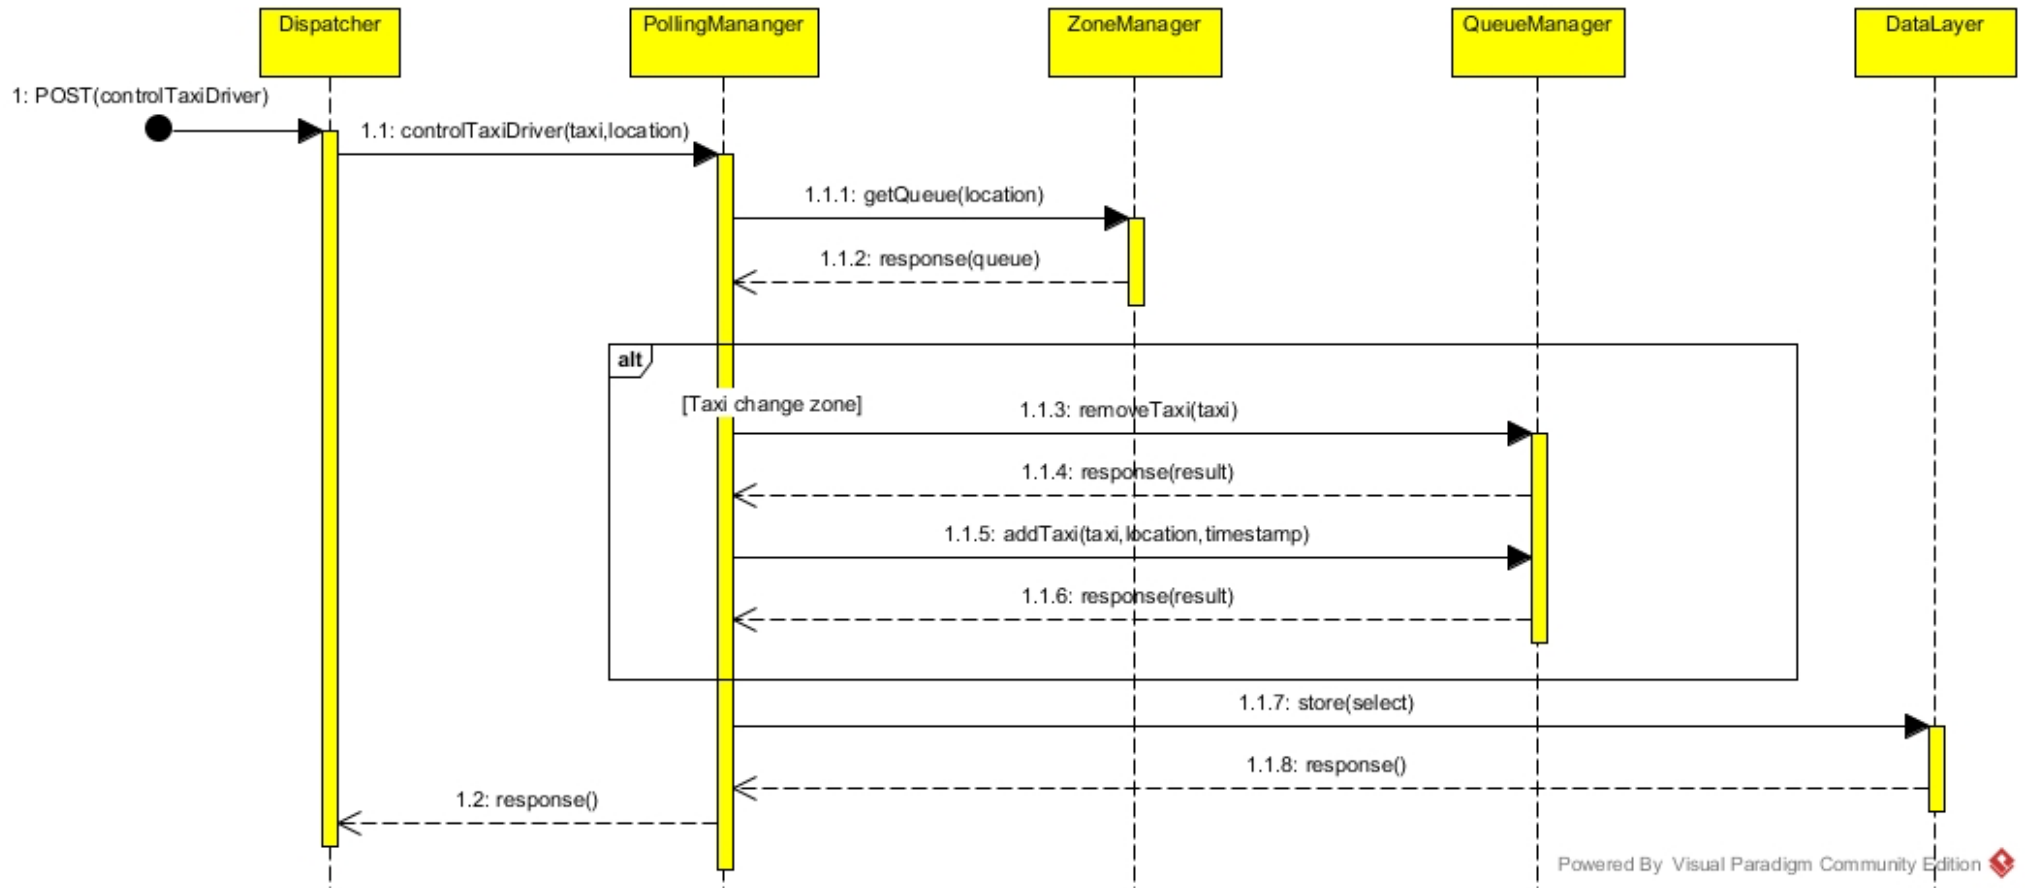 Dispatcher
PollingMananger
ZoneManager
QueueManager
DataLayer
1: POST(controlTaxiDriver)
1.1: controlTaxiDriver(taxi,location)
1.1.1: getQueue(location)
1.1.2: response(queue)
alt
[Taxi change zone]
1.1.3: removeTaxi(taxi)
1.1.4: response(result)
1.1.5: addTaxi(taxi,location,timestamp)
1.1.6: response(result)
1.1.7: store(select)
1.1.8: response()
1.2: response()
Powered By Visual Paradigm Community Edition